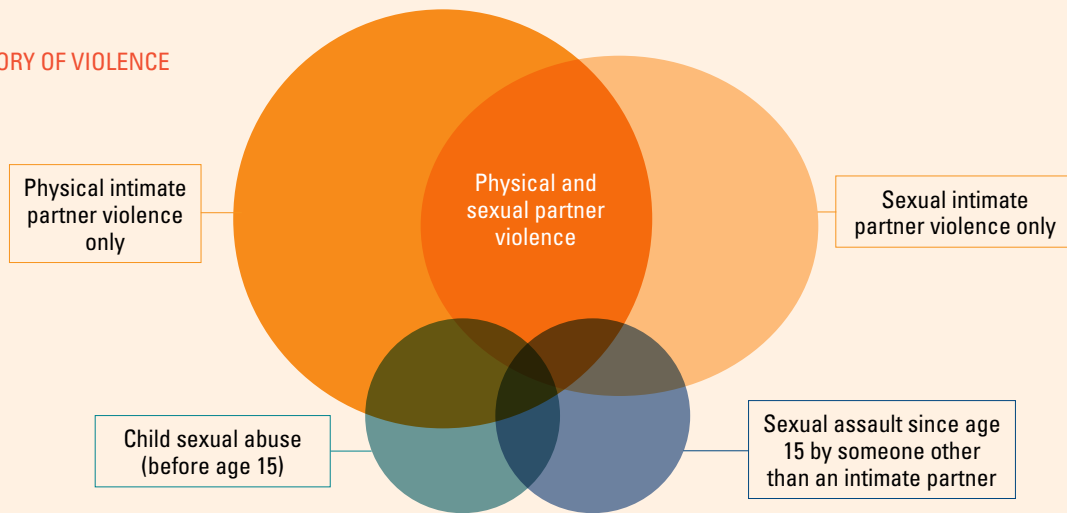 ORY OF VIOLENCE
Physical intimate
partner violence
only
Physical and
sexual partner
violence
Sexual intimate
partner violence only
Child sexual abuse
(before age 15)
Sexual assault since age
15 by someone other
than an intimate partner